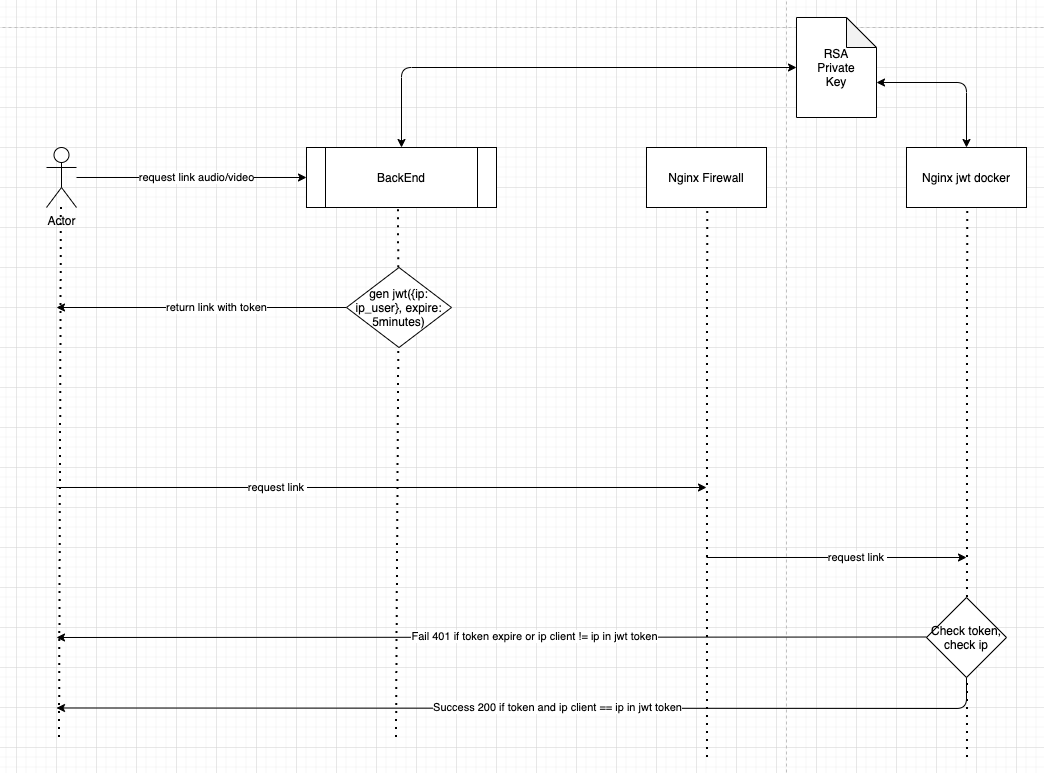 RSA
Private
Key
request link audio/video
BackEnd
Nginx Firewall
Nginx jwt docker
Actor
gen jwt({ip:
ip_user}, expire:
5minutes)
return link with token
request link
request link
Check token,
check ip
Fail 401 if token expire or ip client != ip in jwt token
Success 200 if token and ip client == ip in jwt token